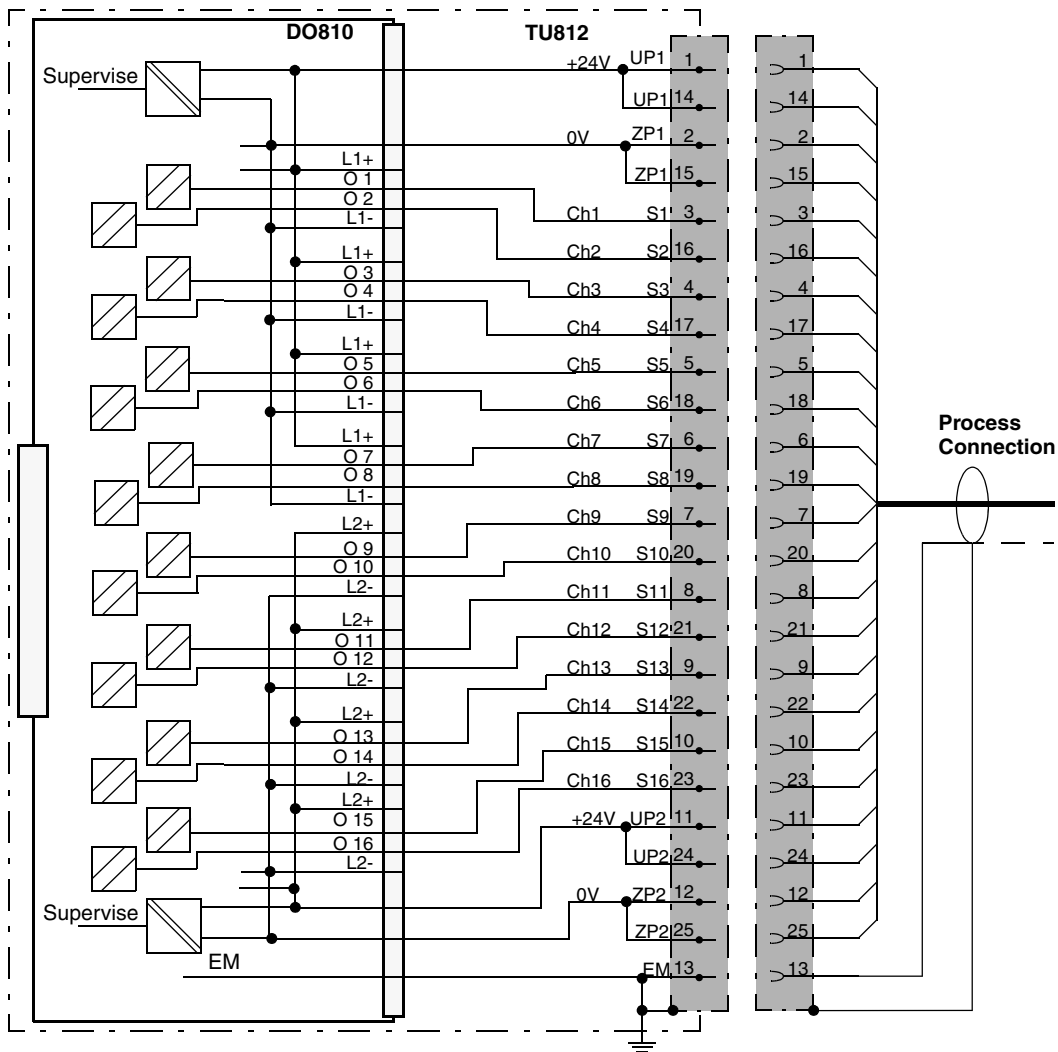 DO810 TU812
Supervise +24V UP1 1 1
UP1 14 14
0V ZP1 2 2
L1+
ZP1 15 15
O 1
O 2
L1- Ch1 S1 3 3
L1+ Ch2 S2 16 16
O 3
O 4 Ch3 S3 4 4
L1- Ch4 S4 17 17
L1+
O 5 Ch5 S5 5 5
O 6
L1- Ch6 S6 18 18
Process
Connection
L1+ Ch7 S7 6 6
O 7
O 8 Ch8 S8 19 19
L1-
L2+ Ch9 S9 7 7
O 9 Ch10 S10 20 20
O 10
L2- Ch11 S11 8 8
L2+ Ch12 S12 21 21
O 11
O 12 Ch13 S13 9 9
L2-
L2+ Ch14 S14 22 22
O 13
O 14 Ch15 S15 10 10
L2- Ch16 S16 23 23
L2+
O 15 +24V UP2 11 11
O 16
L2- UP2 24 24
0V ZP2 12 12
Supervise
ZP2 25 25
EM EM 13 13